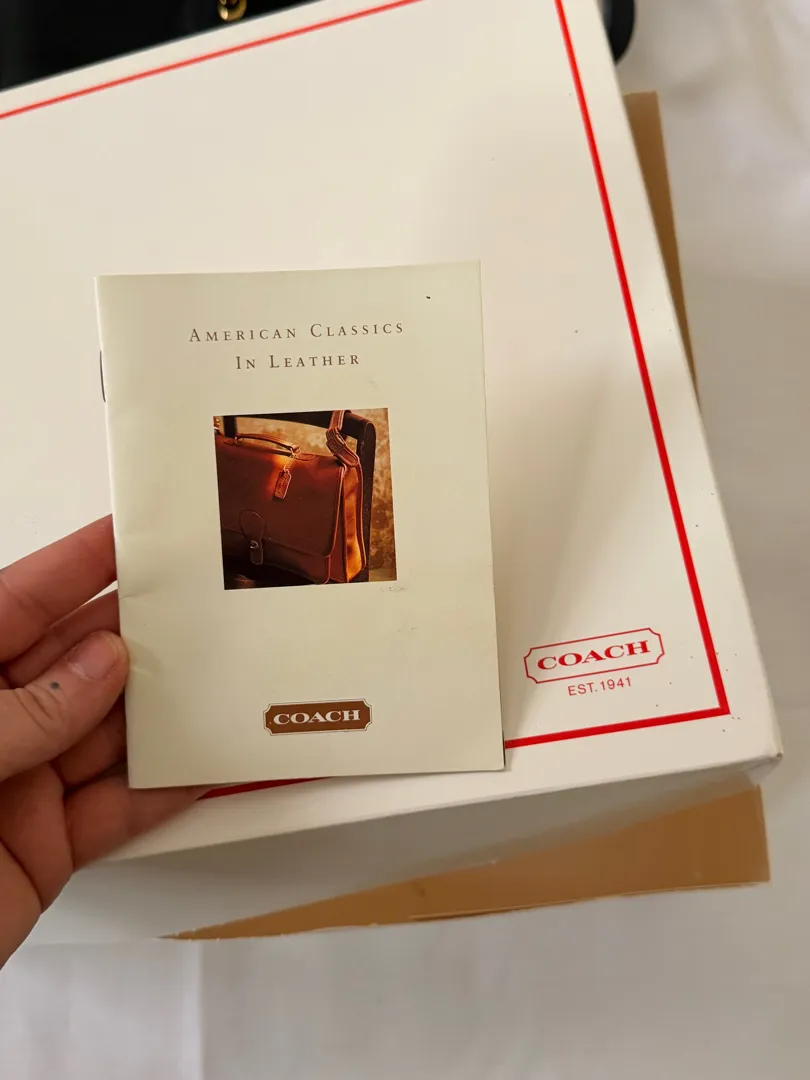 AMERICAN CLASSICS
IN LEATHER
COACH
COACH
EST. 1941